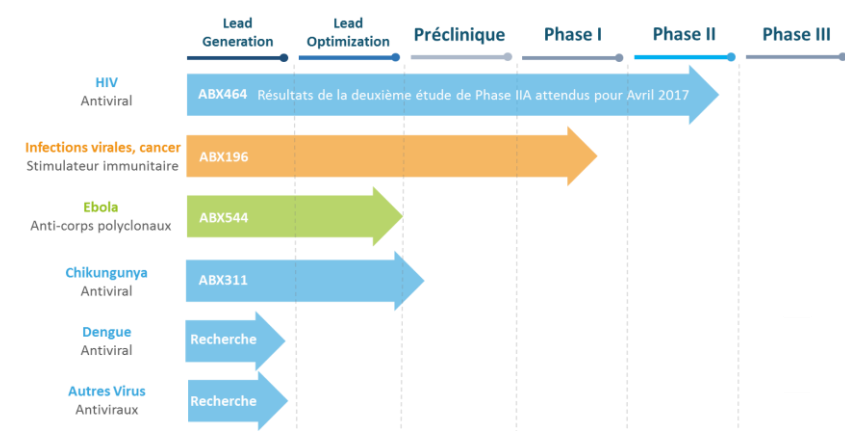 Lead
Generation
Lead
Optimization
Préclinique
Phase I
Phase II
Phase III
HIV
Antiviral
ABX464 Résultats de la deuxième étude de Phase IIA attendus pour Avril 2017
Infections virales, cancer
Stimulateur immunitaire
ABX196
Ebola
Anti-corps polyclonaux
ABX544
Chikungunya
Antiviral
ABX311
Dengue
Antiviral
Recherche
Autres Virus
Antiviraux
Recherche